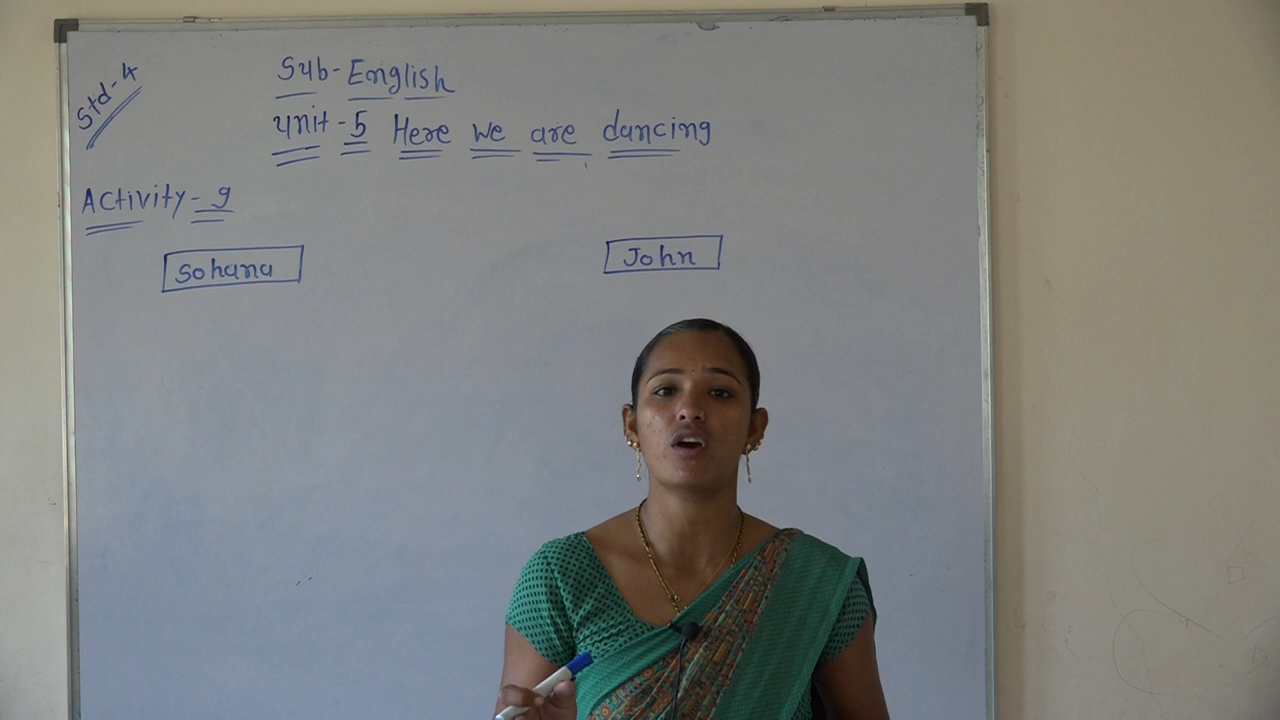 Std-4
Sub-English
Unit-5 Here we are dancing
Activity-9
Sohana
John